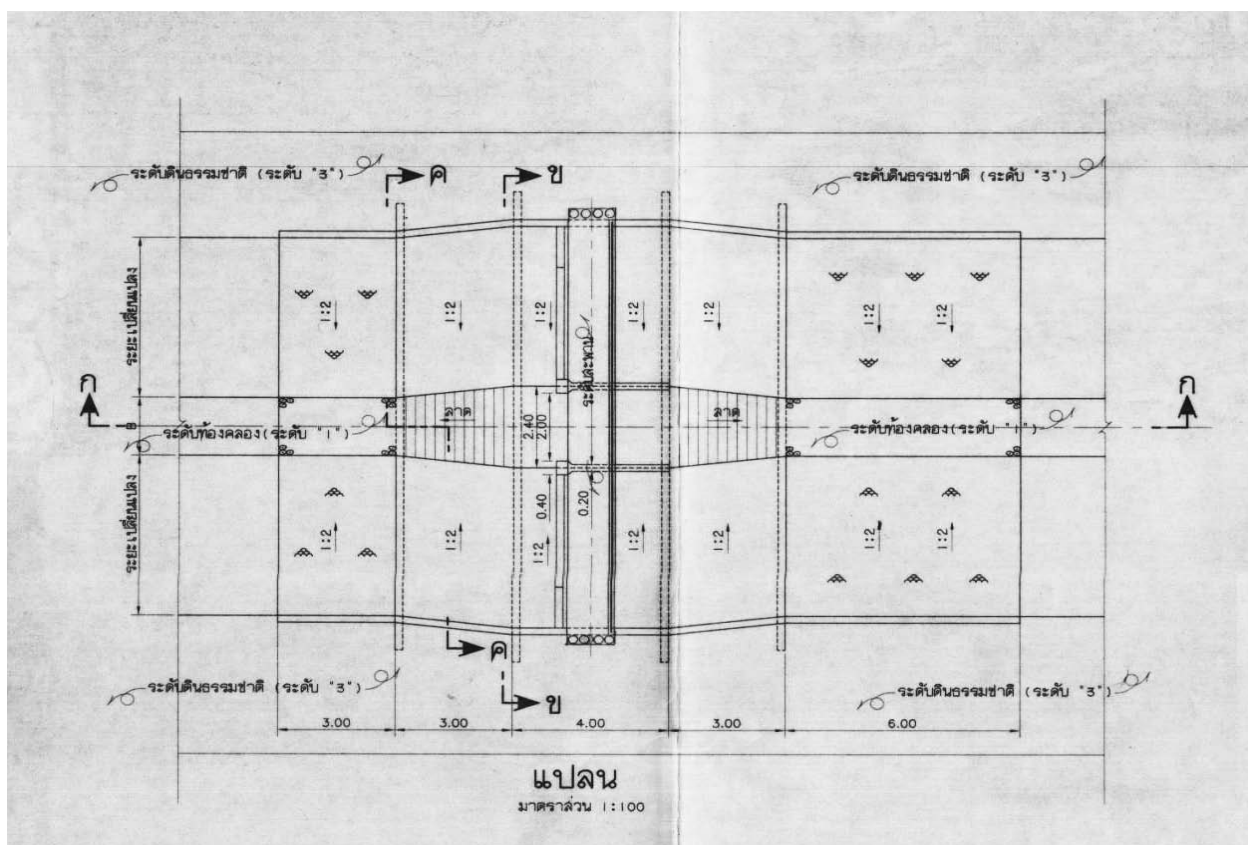 ระดับดินธรรมชาติ (ระดับ "3")
ค
ข
ระดับดินธรรมชาติ (ระดับ "3")
ระยะเปลี่ยนแปลง
1:2
1:2
1:2
1:2
1:2
1:2
1:2
ระดับสะพาน
ก
ก
B
ลาด
ลาด
2.40
2.00
ระดับท้องคลอง(ระดับ "1")
ระดับท้องคลอง(ระดับ "1")
ระยะเปลี่ยนแปลง
0.40
0.20
1:2
1:2
1:2
1:2
1:2
1:2
1:2
ค
ระดับดินธรรมชาติ (ระดับ "3")
ข
ระดับดินธรรมชาติ (ระดับ "3")
3.00
3.00
4.00
3.00
6.00
แปลน
มาตราส่วน 1:100